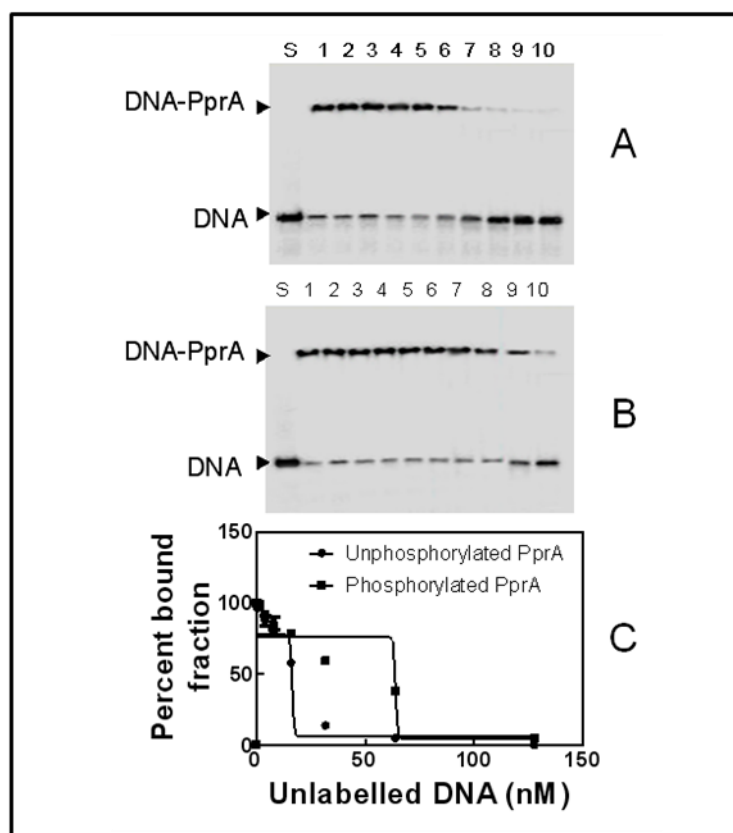 S 1 2 3 4 5 6 7 8 9 10
DNA-PprA
A
DNA
S 1 2 3 4 5 6 7 8 9 10
DNA-PprA
B
DNA
150
Unphosphorylated PprA
Phosphorylated PprA
100
50
0
Percent bound
fraction
C
0 50 100 150
Unlabelled DNA (nM)